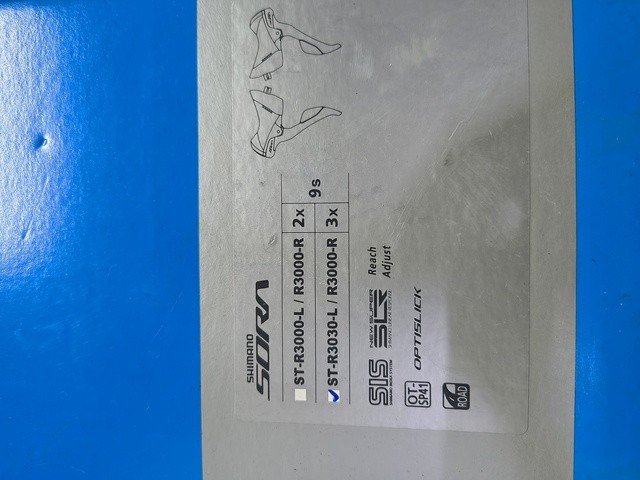 SHIMANO
SORA
ST-R3000-L / R3000-R 2x
9s
ST-R3030-L / R3000-R 3x
SIS
NEW SUPER
SLR
Reach
Adjust
OT-
SP41
OPTISLICK
ROAD